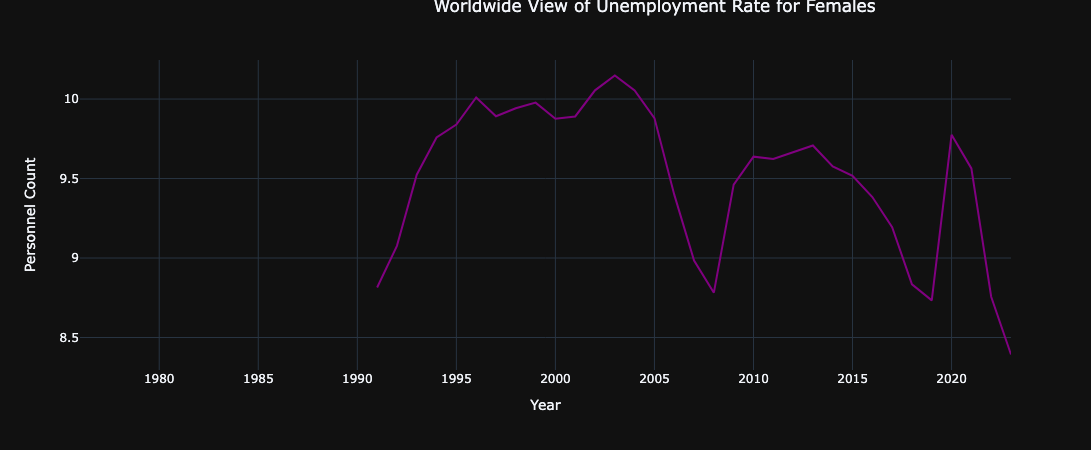 Worldwide View of Unemployment Rate for Females
10
9.5
9
8.5
Personnel Count
1980 1985 1990 1995 2000 2005 2010 2015 2020
Year